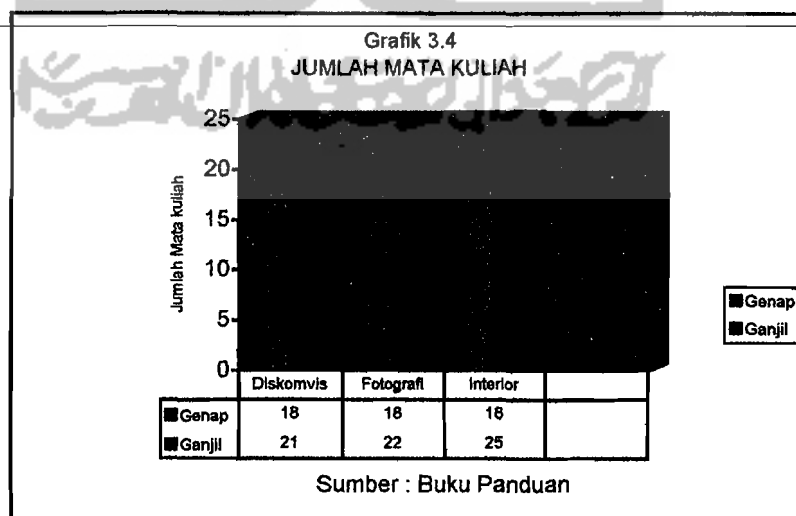 Grafik 3.4
JUMLAH MATA KULIAH
Jumlah Mata kuliah
25
20
15
10
5
0
Diskomvis Fotografi Interior
Genap 18 18 18
Ganjil 21 22 25
Genap
Ganjil
Sumber : Buku Panduan